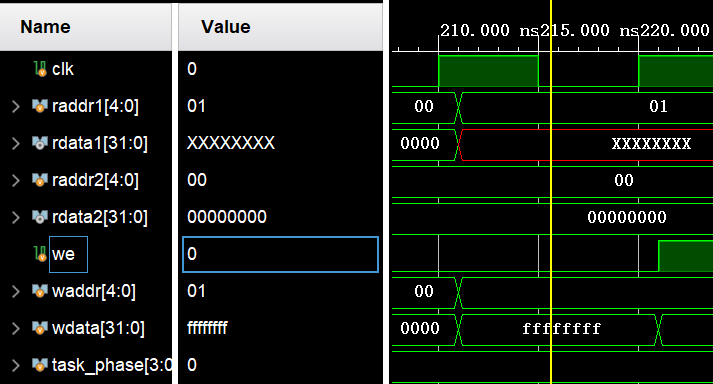 Name Value 210.000 ns 215.000 ns 220.000
clk 0
raddr1[4:0] 01 00 01
rdata1[31:0] XXXXXXXX 0000 XXXXXXXX
raddr2[4:0] 00 00
rdata2[31:0] 00000000 00000000
we 0
waddr[4:0] 01 00
wdata[31:0] ffffffff 0000 ffffffff
task_phase[3:0 0